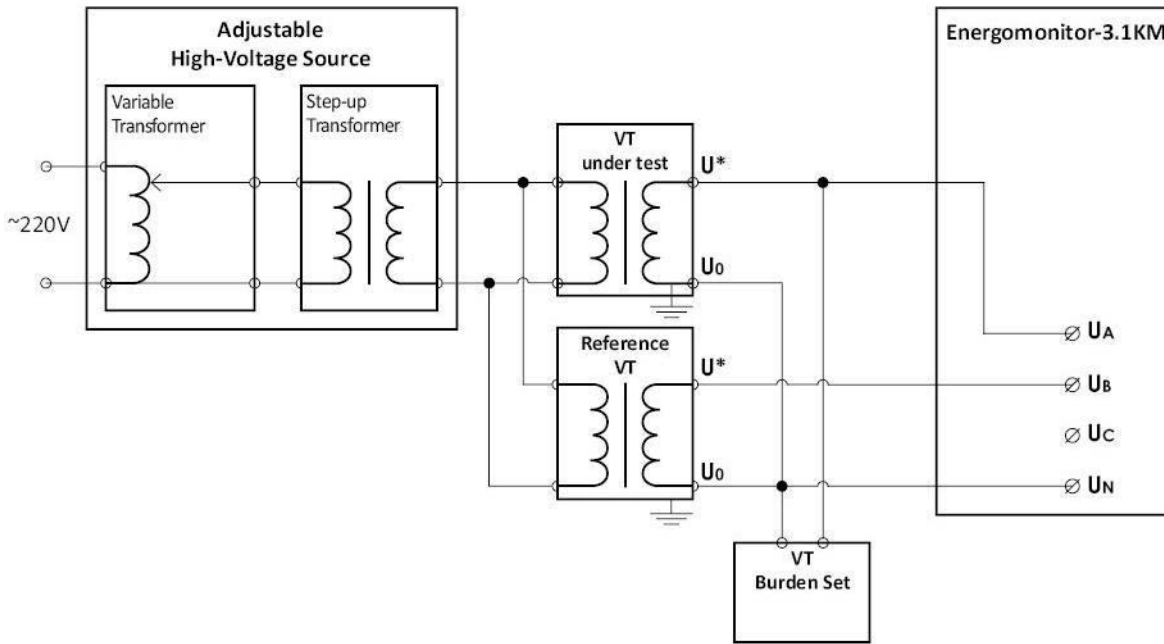 Adjustable
High-Voltage Source
Energomonitor-3.1KM
Variable
Transformer
Step-up
Transformer
VT
under test
U*
~220V
U0
UA
Reference
VT
U*
UB
UC
U0
UN
VT
Burden Set